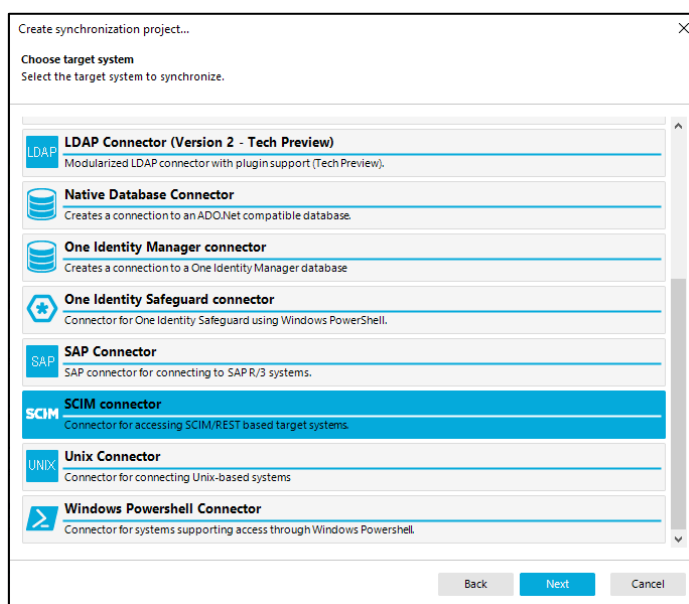 Create synchronization project...
Choose target system
Select the target system to synchronize.
LDAP
LDAP Connector (Version 2 - Tech Preview)
Modularized LDAP connector with plugin support (Tech Preview).
Native Database Connector
Creates a connection to an ADO.Net compatible database.
One Identity Manager connector
Creates a connection to a One Identity Manager database
One Identity Safeguard connector
Connector for One Identity Safeguard using Windows PowerShell.
SAP
SAP Connector
SAP connector for connecting to SAP R/3 systems.
SCIM
SCIM connector
Connector for accessing SCIM/REST based target systems.
UNIX
Unix Connector
Connector for connecting Unix-based systems
Windows Powershell Connector
Connector for systems supporting access through Windows Powershell.
Back Next Cancel